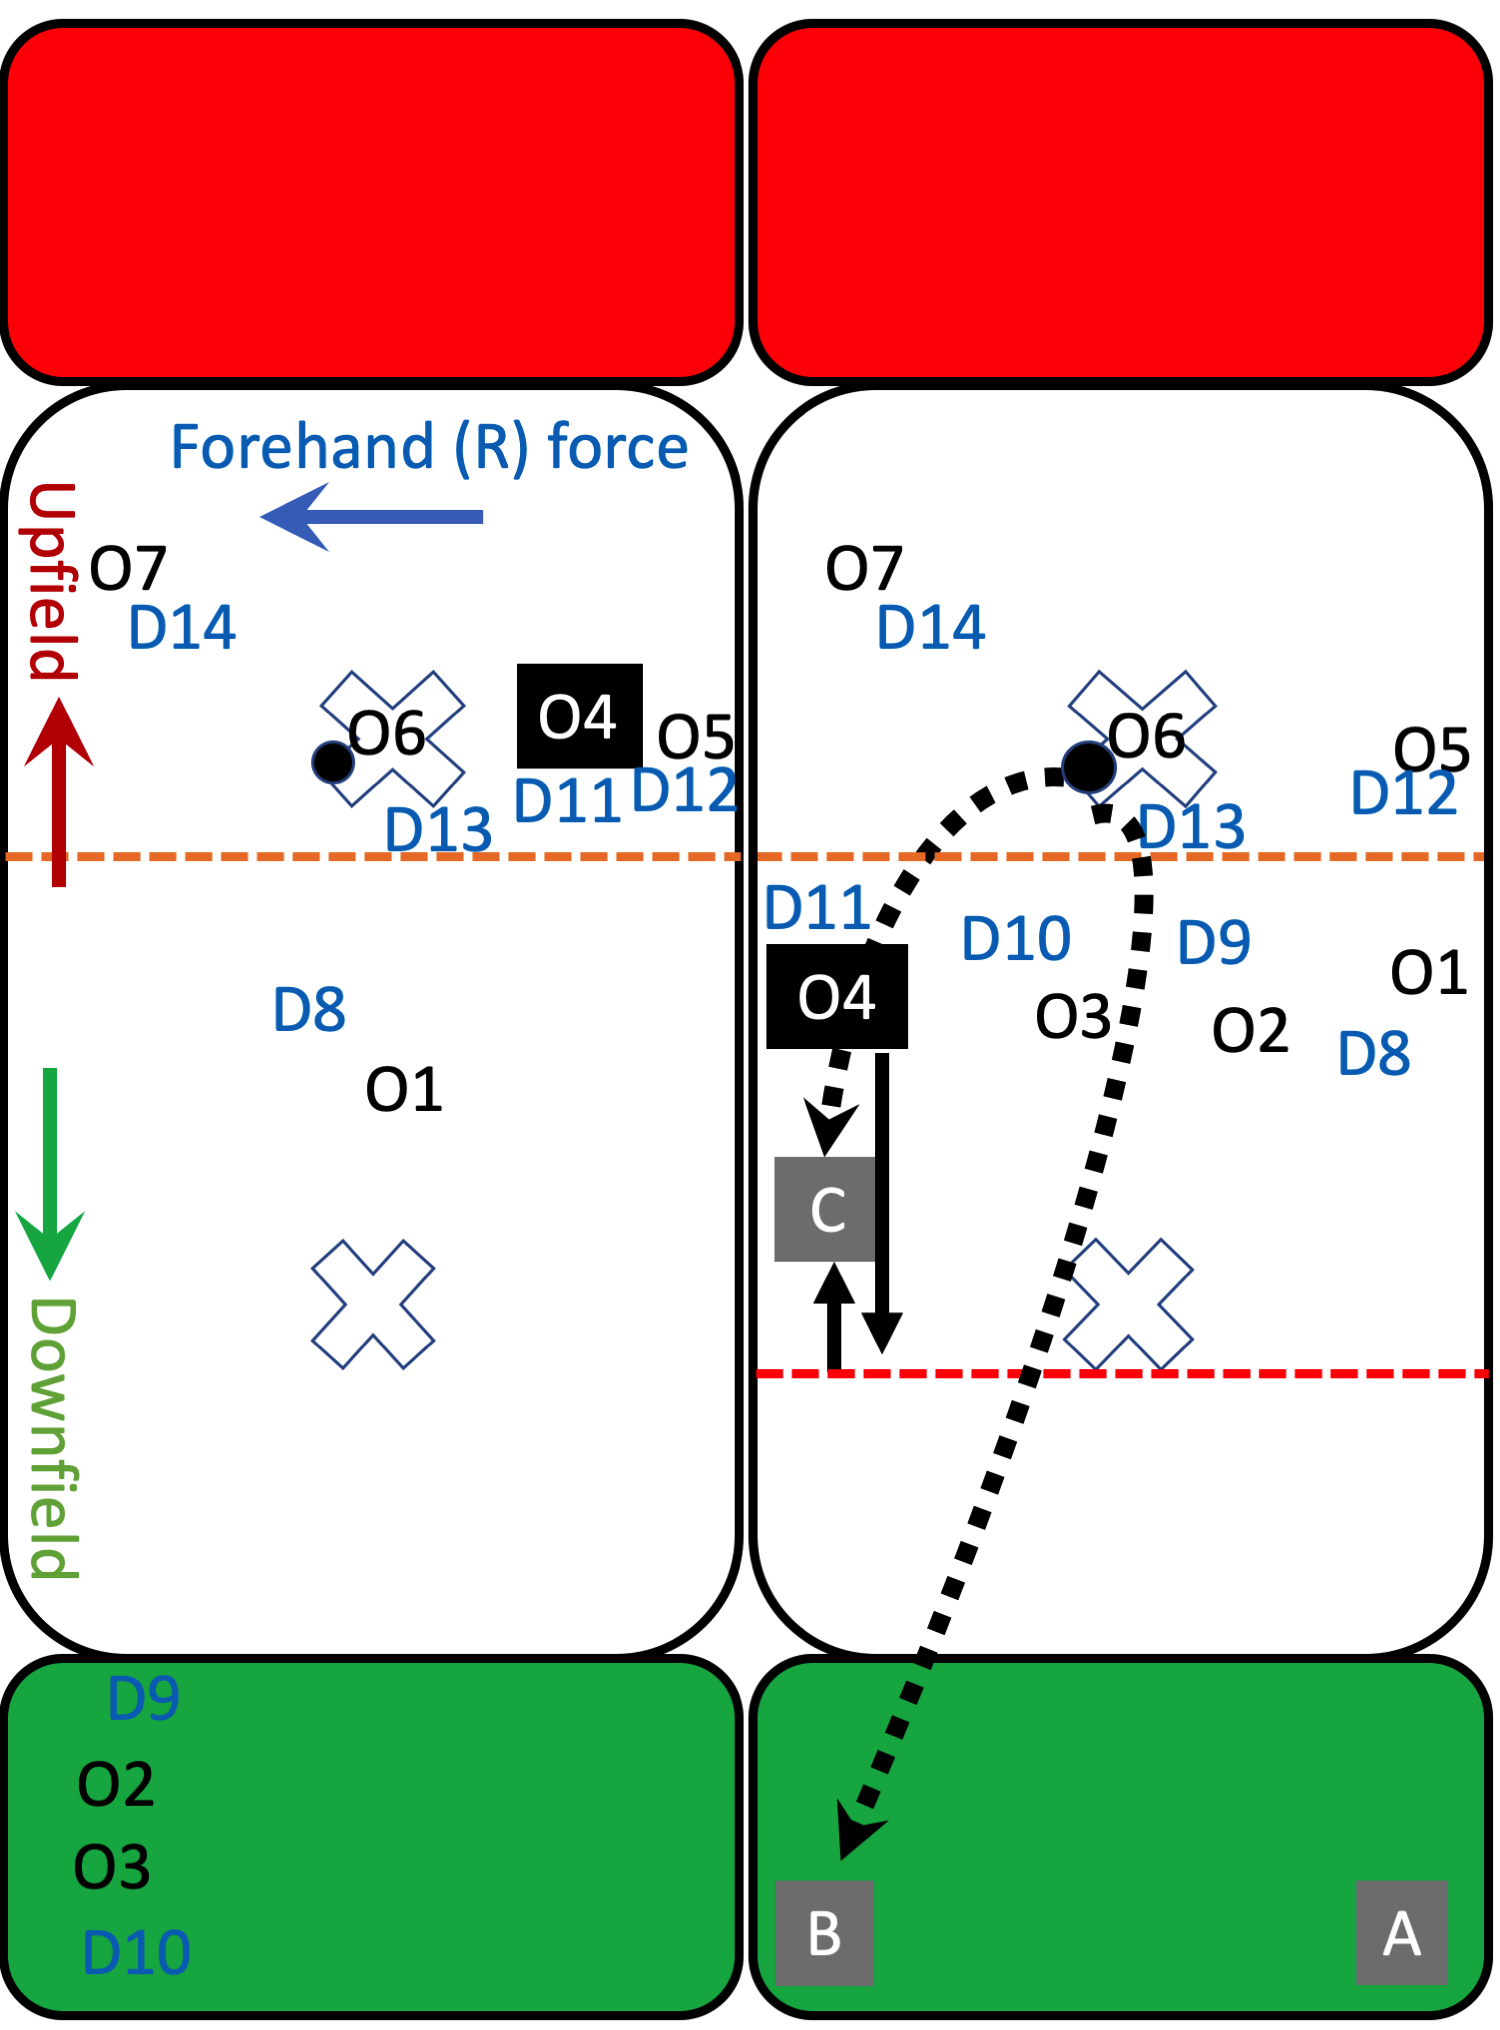 Forehand (R) force
Upfield
O7
D14
O6
O4
O5
D11
D12
D13
D8
O1
Downfield
D9
O2
O3
D10
O7
D14
O6
O5
D12
D13
D11
D10
D9
O1
O4
O3
O2
D8
C
B
A